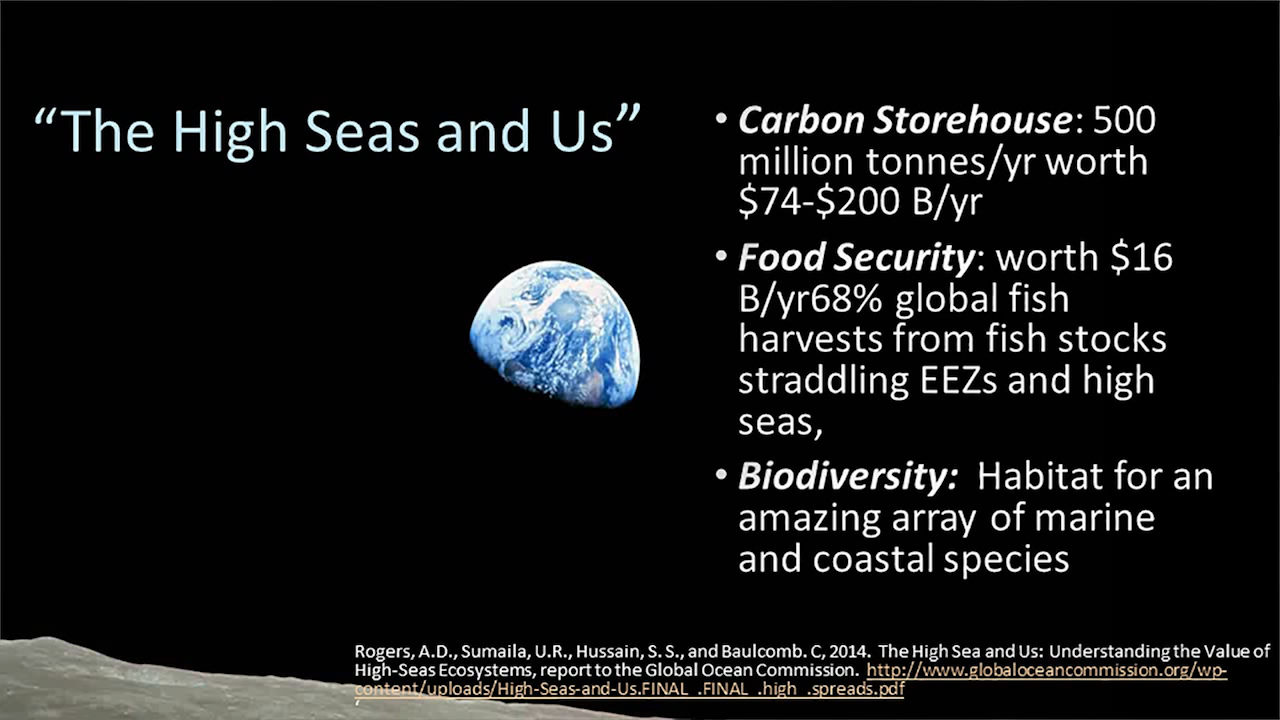 “The High Seas and Us”
• Carbon Storehouse: 500
million tonnes/yr worth
$74-$200 B/yr
• Food Security: worth $16
B/yr68% global fish
harvests from fish stocks
straddling EEZs and high
seas,
• Biodiversity: Habitat for an
amazing array of marine
and coastal species
Rogers, A.D., Sumaila, U.R., Hussain, S. S., and Baulcomb. C, 2014. The High Sea and Us: Understanding the Value of
High-Seas Ecosystems, report to the Global Ocean Commission. http://www.globaloceancommission.org/wp-
content/uploads/High-Seas-and-Us.FINAL_.FINAL_.high_.spreads.pdf